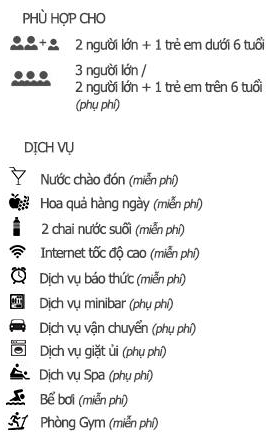 PHÙ HỢP CHO
2 người lớn + 1 trẻ em dưới 6 tuổi
3 người lớn /
2 người lớn + 1 trẻ em trên 6 tuổi
(phụ phí)
DỊCH VỤ
Nước chào đón (miễn phí)
Hoa quả hàng ngày (miễn phí)
2 chai nước suối (miễn phí)
Internet tốc độ cao (miễn phí)
Dịch vụ báo thức (miễn phí)
Dịch vụ minibar (phụ phí)
Dịch vụ vận chuyển (phụ phí)
Dịch vụ giặt ủi (phụ phí)
Dịch vụ Spa (phụ phí)
Bể bơi (miễn phí)
Phòng Gym (miễn phí)